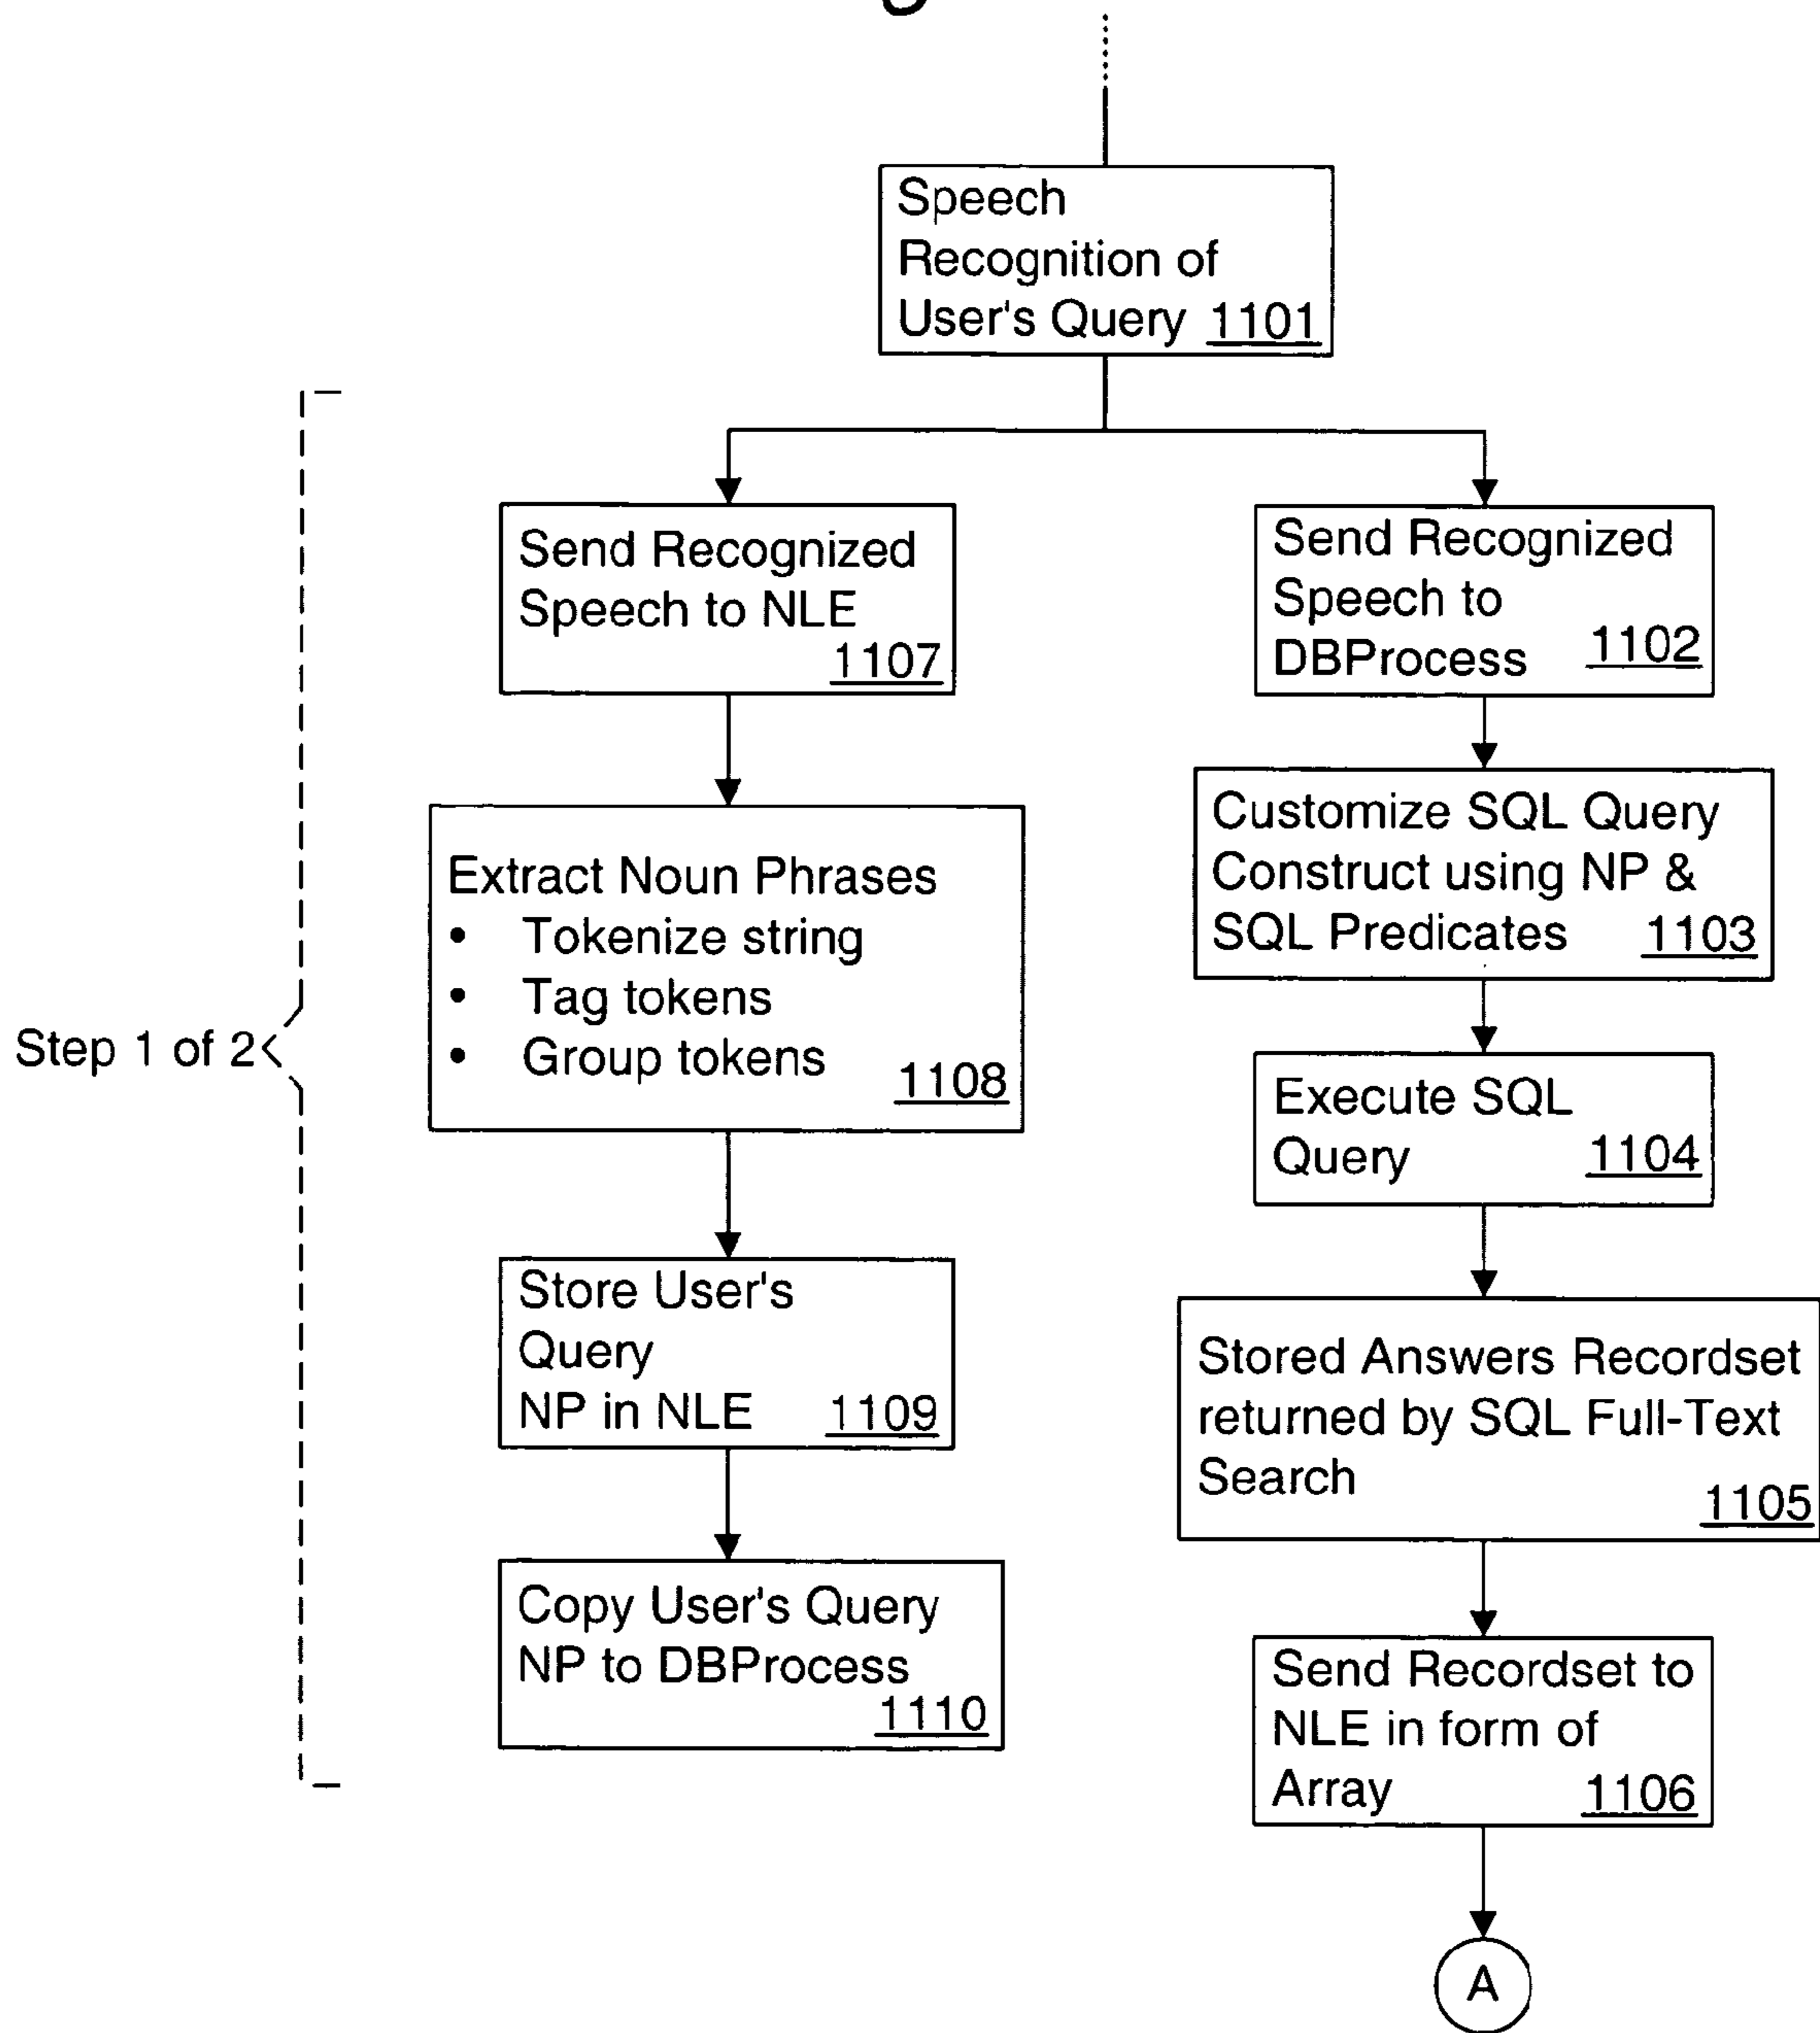 Speech
Recognition of
User's Query 1101
Send Recognized
Speech to NLE
1107
Send Recognized
Speech to
DBProcess 1102
Extract Noun Phrases
• Tokenize string
• Tag tokens
• Group tokens
1108
Customize SQL Query
Construct using NP &
SQL Predicates 1103
Step 1 of 2
Execute SQL
Query 1104
Store User's
Query
NP in NLE 1109
Stored Answers Recordset
returned by SQL Full-Text
Search
1105
Copy User's Query
NP to DBProcess
1110
Send Recordset to
NLE in form of
Array 1106
A